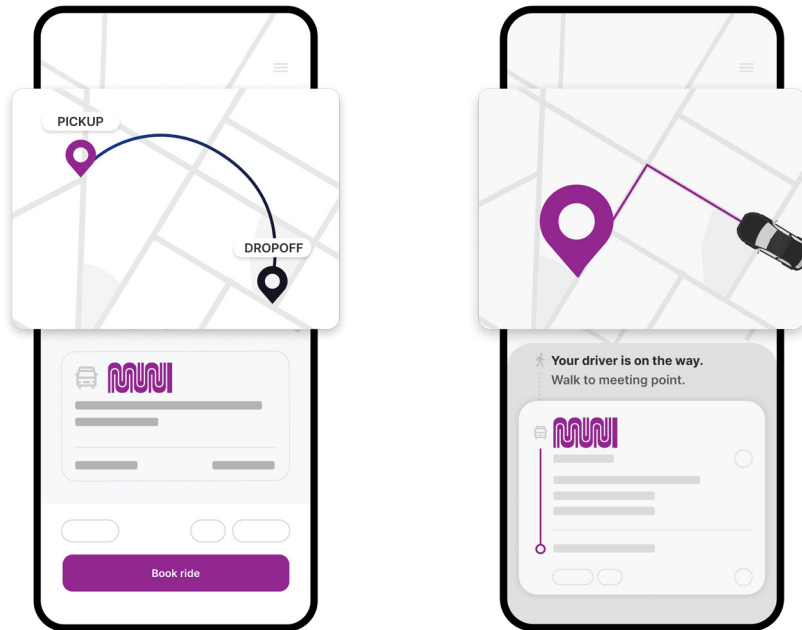 PICKUP
DROPOFF
muni
Book ride
Your driver is on the way.
Walk to meeting point.
muni